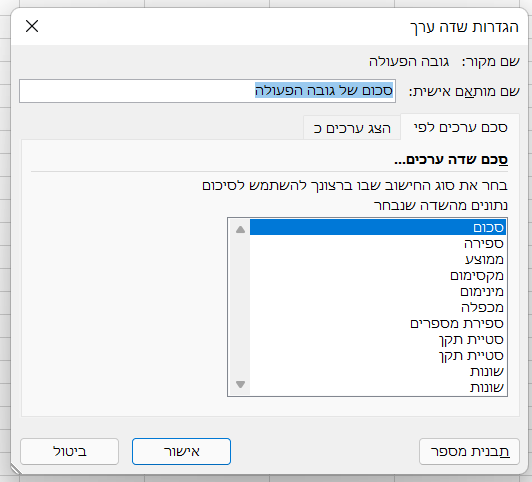 הגדרות שדה ערך
שם מקור: גובה הפעולה
שם מותאם אישית: סכום של גובה הפעולה
סכם ערכים לפי
הצג ערכים כ
סכם שדה ערכים...
בחר את סוג החישוב שבו ברצונך להשתמש לסיכום
נתונים מהשדה שנבחר
סכום
ספירה
ממוצע
מקסימום
מינימום
מכפלה
ספירת מספרים
סטיית תקן
סטיית תקן
שונות
שונות
תבנית מספר
אישור
ביטול